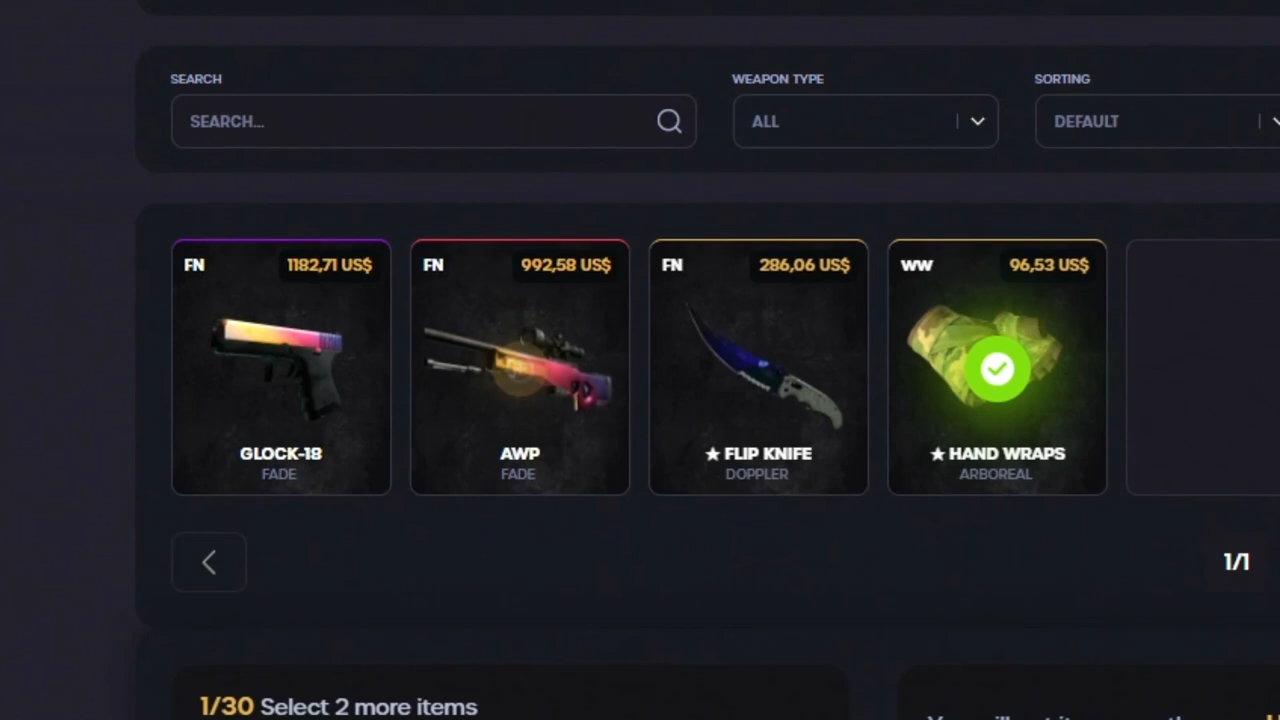 SEARCH
WEAPON TYPE
SORTING
SEARCH...
ALL
DEFAULT
FN
1182,71 US$
FN
992,58 US$
FN
286,06 US$
WW
96,53 US$
GLOCK-18
FADE
AWP
FADE
★ FLIP KNIFE
DOPPLER
★ HAND WRAPS
ARBOREAL
1/1
1/30 Select 2 more items